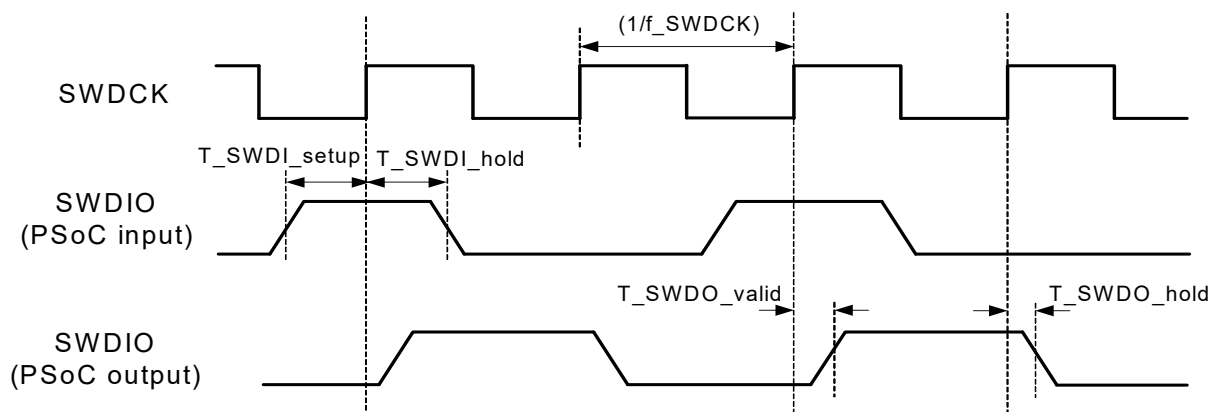 (1/f_SWDCK)
SWDCK
T_SWDI_setup
T_SWDI_hold
SWDIO
(PSoC input)
T_SWDO_valid
T_SWDO_hold
SWDIO
(PSoC output)